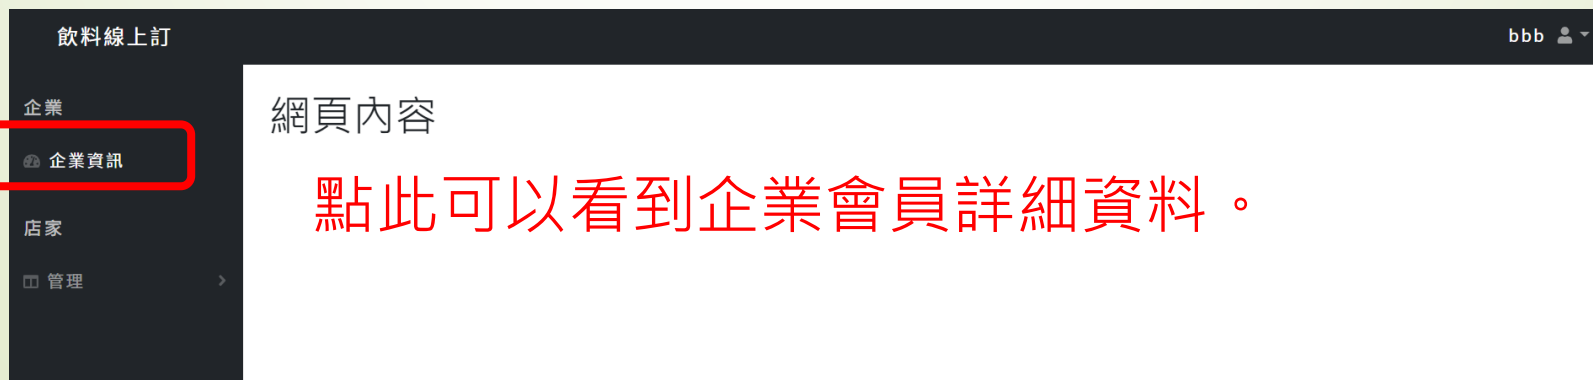 飲料線上訂
bbb
企業
企業資訊
店家
管理
網頁內容
點此可以看到企業會員詳細資料。